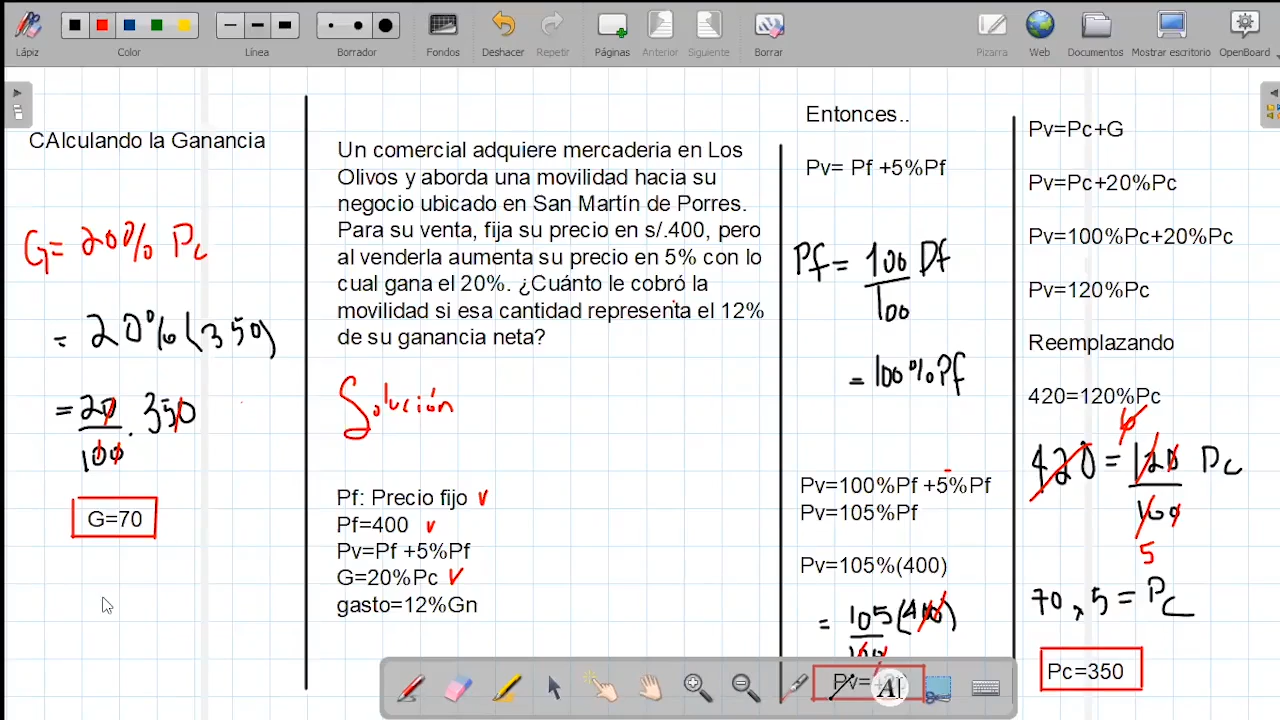 Lápiz
Color
Línea
Borrador
Fondos
Deshacer
Repetir
Páginas
Anterior
Siguiente
Borrar
Pizarra
Web
Documentos
Mostrar escritorio
OpenBoard
CAlculando la Ganancia
G= 20% Pc
= 20%(350)
= 20/100 . 350
G=70
Un comercial adquiere mercaderia en Los
Olivos y aborda una movilidad hacia su
negocio ubicado en San Martín de Porres.
Para su venta, fija su precio en s/.400, pero
al venderla aumenta su precio en 5% con lo
cual gana el 20%. ¿Cuánto le cobró la
movilidad si esa cantidad representa el 12%
de su ganancia neta?
Solución
Pf: Precio fijo
Pf=400
Pv=Pf +5%Pf
G=20%Pc
gasto=12%Gn
Entonces..
Pv= Pf +5%Pf
Pf = 100/100 Pf
= 100%Pf
Pv=100%Pf +5%Pf
Pv=105%Pf
Pv=105%(400)
= 105/100 (400)
Pv=
Pv=Pc+G
Pv=Pc+20%Pc
Pv=100%Pc+20%Pc
Pv=120%Pc
Reemplazando
420=120%Pc
6
420 = 120/100 Pc
5
70 x 5 = Pc
Pc=350